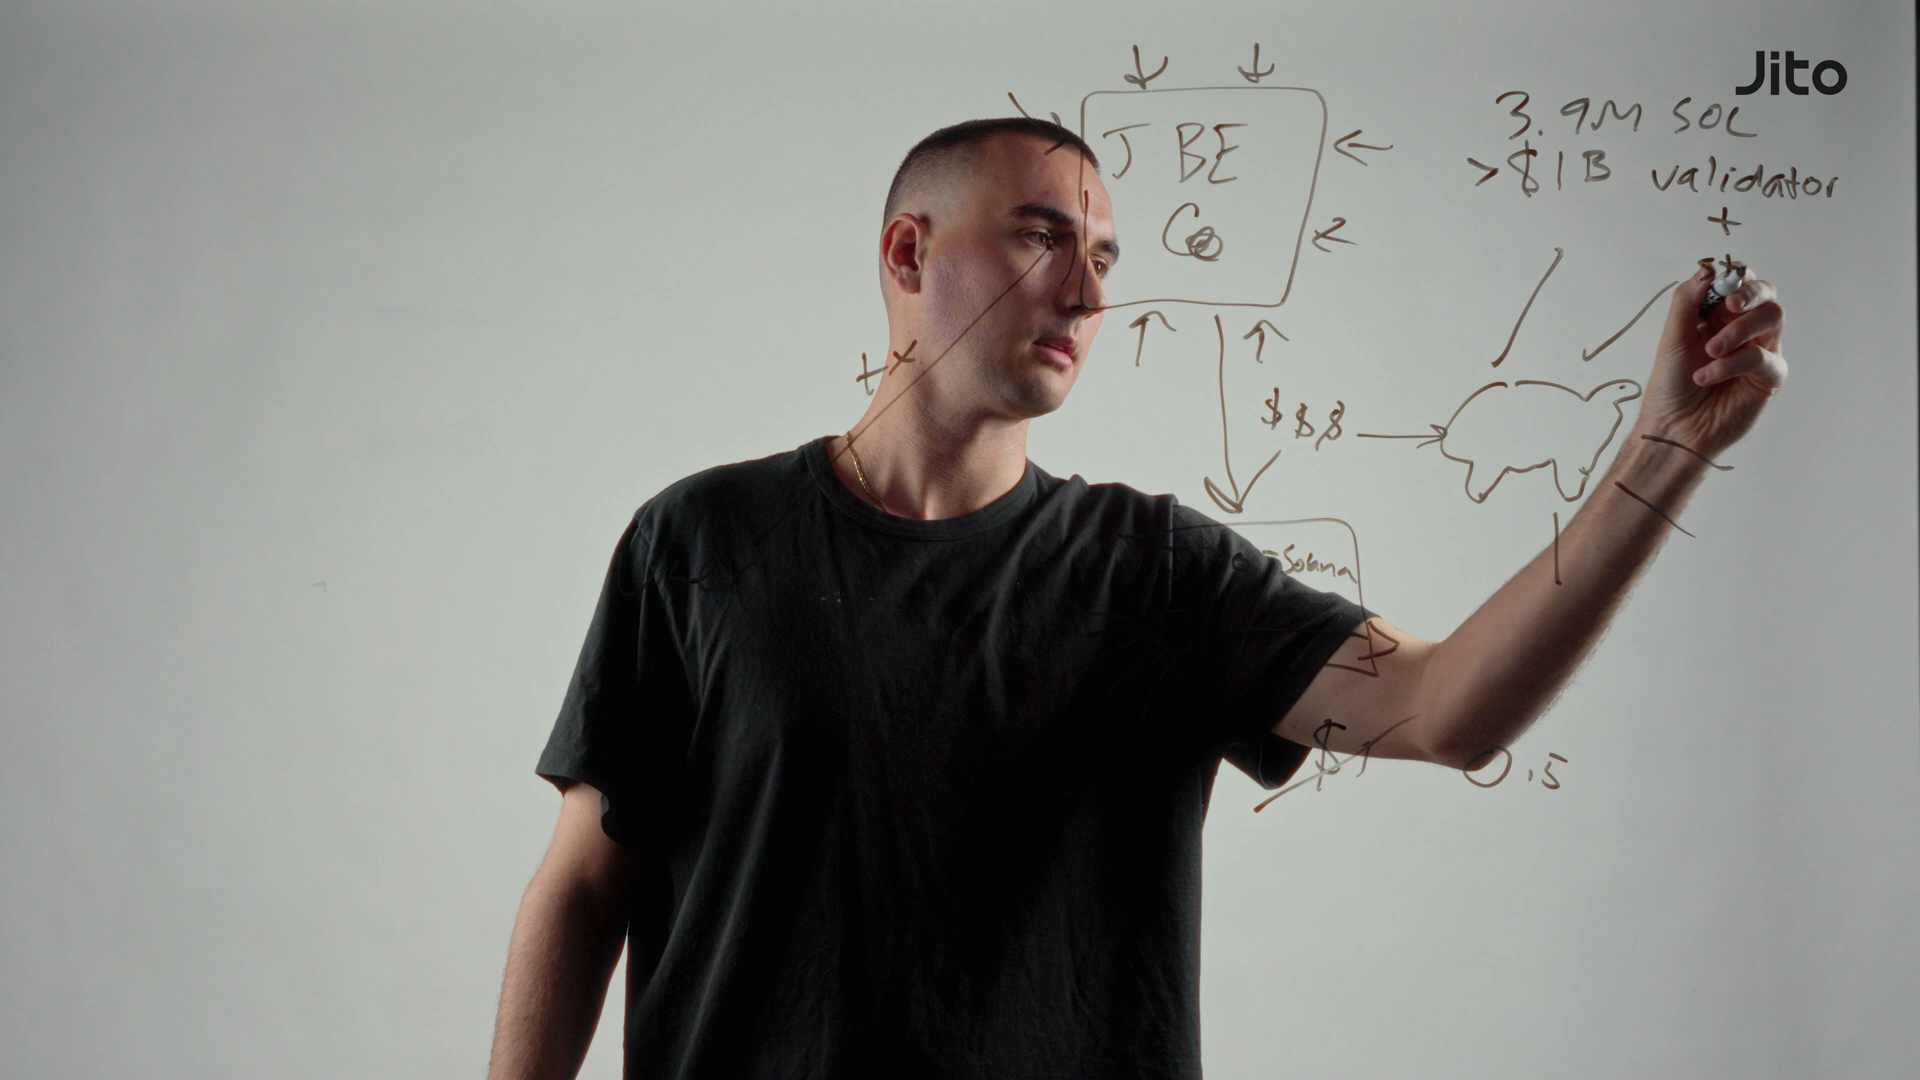 Jito
J BE
Co
3.9M SOL
>$1B validator
+
+
tx
$$$
-Solana
$1
0.5